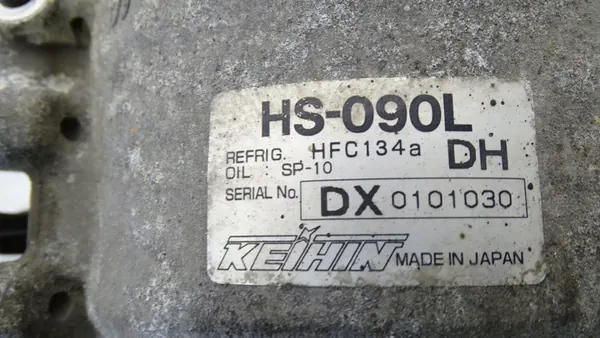 HS-090L
REFRIG. HFC134a DH
OIL SP-10
SERIAL No. DX 0101030
KEIHIN MADE IN JAPAN